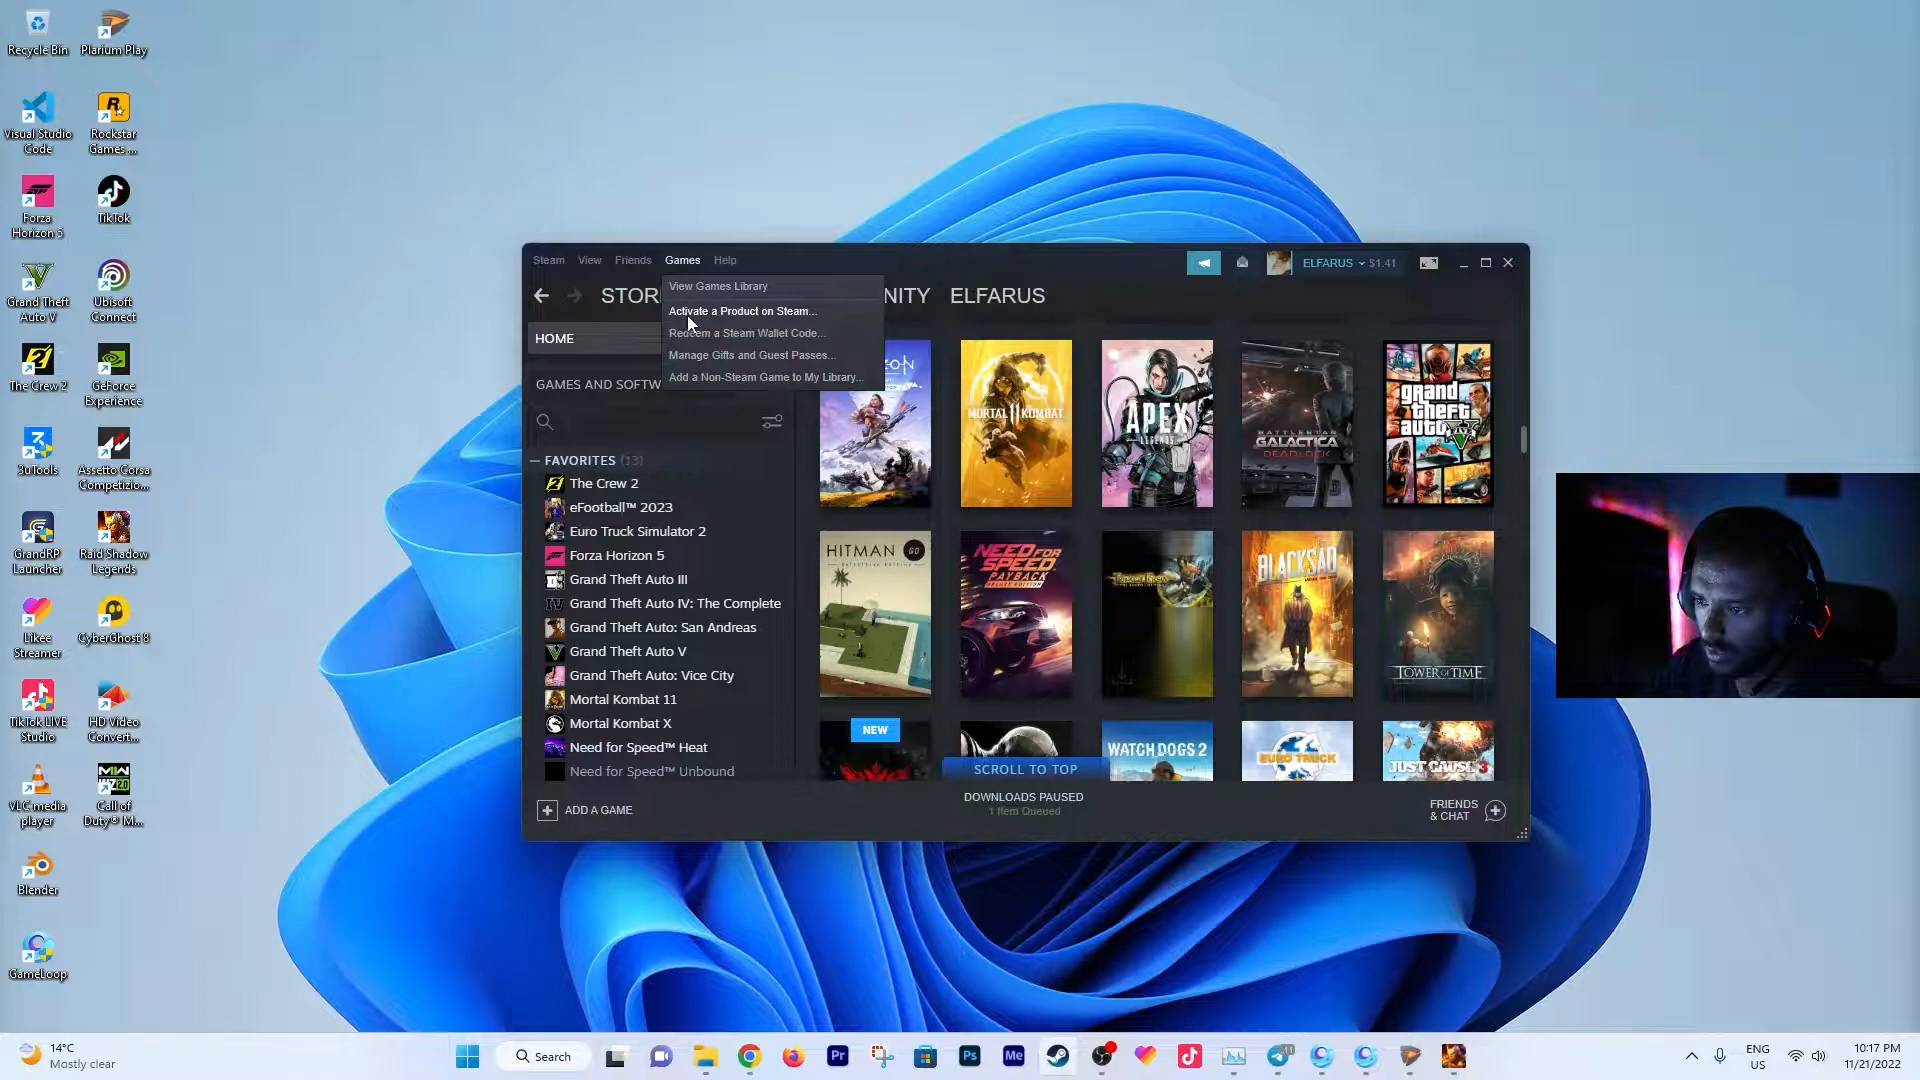 Recycle Bin
Plarium Play
Visual Studio Code
Rockstar Games ...
Forza Horizon 5
TikTok
Grand Theft Auto V
Ubisoft Connect
The Crew 2
GeForce Experience
3uTools
Assetto Corsa Competizio...
GrandRP Launcher
Raid Shadow Legends
Likee Streamer
CyberGhost 8
TikTok LIVE Studio
HD Video Convert...
VLC media player
Call of Duty® M...
Blender
GameLoop
Steam View Friends Games Help
ELFARUS $1.41
STOR
NITY ELFARUS
View Games Library
Activate a Product on Steam...
Redeem a Steam Wallet Code...
Manage Gifts and Guest Passes...
Add a Non-Steam Game to My Library...
HOME
GAMES AND SOFTW
FAVORITES (13)
The Crew 2
eFootball™ 2023
Euro Truck Simulator 2
Forza Horizon 5
Grand Theft Auto III
Grand Theft Auto IV: The Complete
Grand Theft Auto: San Andreas
Grand Theft Auto V
Grand Theft Auto: Vice City
Mortal Kombat 11
Mortal Kombat X
Need for Speed™ Heat
Need for Speed™ Unbound
MORTAL KOMBAT
APEX
LEGENDS
BATTLESTAR
GALACTICA
DEADLOCK
grand
theft
auto
V
HITMAN GO
NEED FOR
SPEED
PAYBACK
DELUXE EDITION
BLACKSAD
TOWER OF TIME
NEW
WATCH DOGS 2
EURO TRUCK
JUST CAUSE 3
SCROLL TO TOP
DOWNLOADS PAUSED
1 Item Queued
ADD A GAME
FRIENDS
& CHAT
14°C
Mostly clear
Search
ENG
US
10:17 PM
11/21/2022